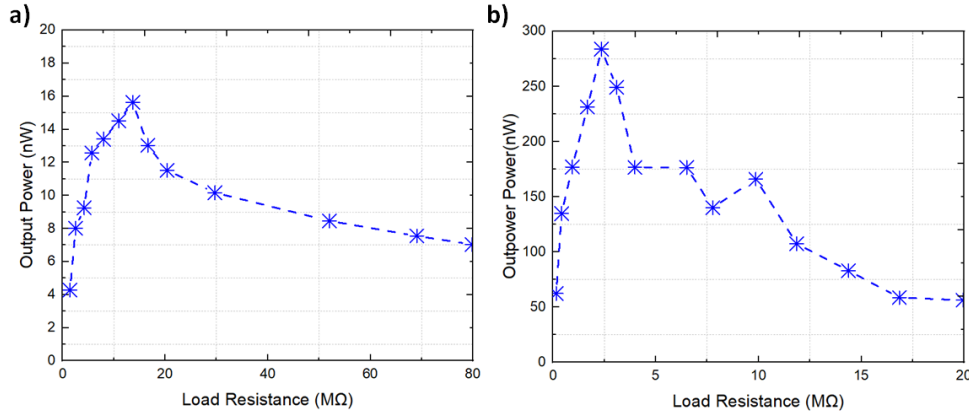 a)
20
18
16
14
12
10
8
6
4
2
0
Output Power (nW)
0 20 40 60 80
Load Resistance (MΩ)
b)
300
250
200
150
100
50
0
Outpower Power(nW)
0 5 10 15 20
Load Resistance (MΩ)